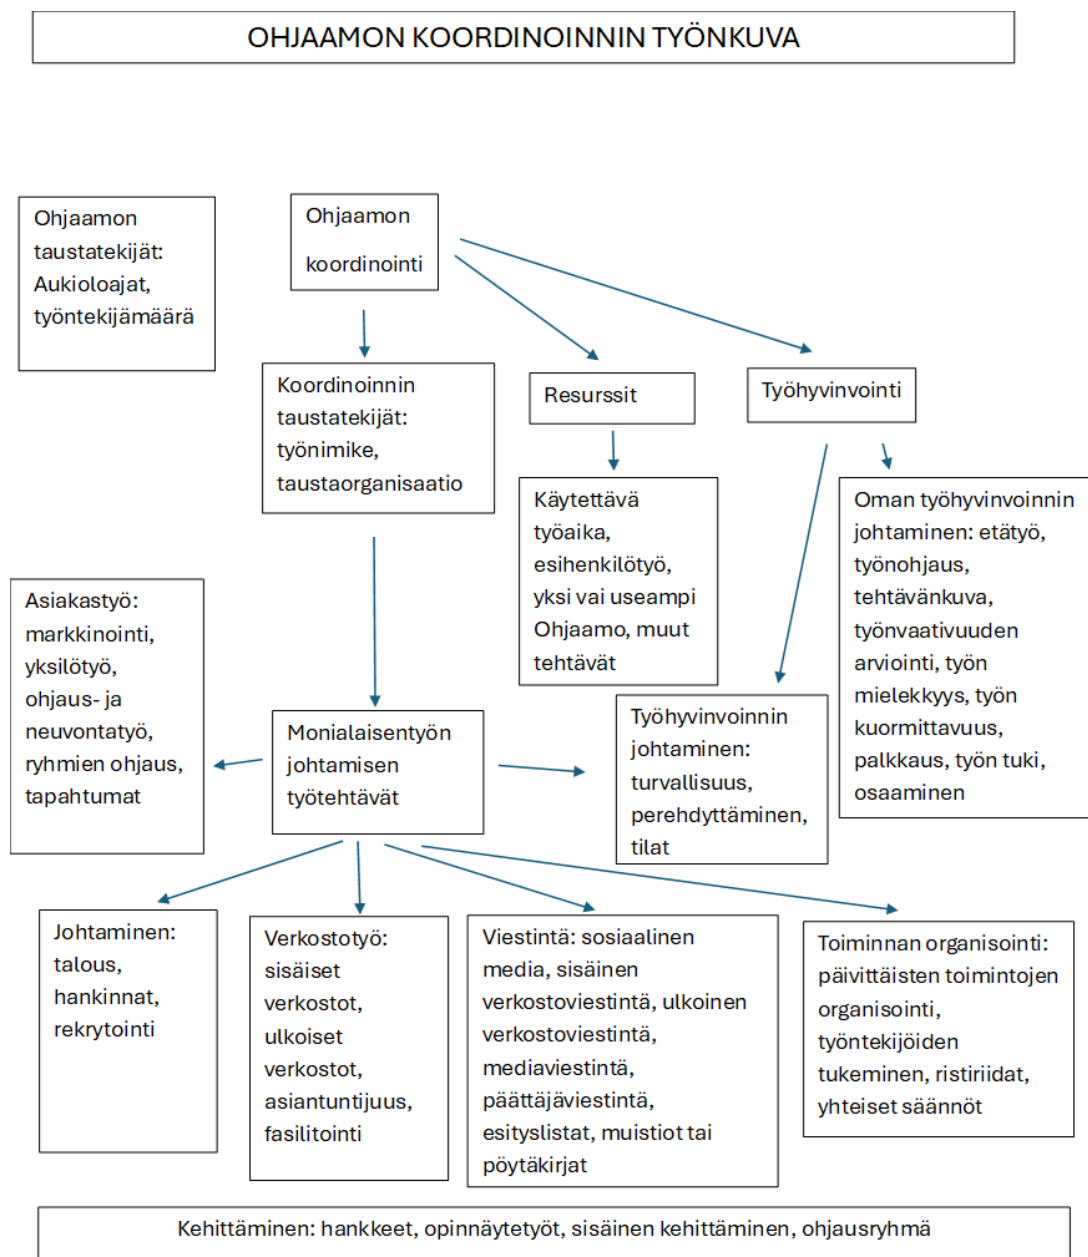 OHJAAMON KOORDINOINNIN TYÖNKUVA
Ohjaamon
taustatekijät:
Aukioloajat,
työntekijämäärä
Ohjaamon
koordinointi
Koordinoinnin
taustatekijät:
työnimike,
taustaorganisaatio
Resurssit
Työhyvinvointi
Käytettävä
työaika,
esihenkilötyö,
yksi vai useampi
Ohjaamo, muut
tehtävät
Oman työhyvinvoinnin
johtaminen: etätyö,
työnohjaus,
tehtävänkuva,
työnvaativuuden
arviointi, työn
mielekkyys, työn
kuormittavuus,
palkkaus, työn tuki,
osaaminen
Asiakastyö:
markkinointi,
yksilötyö,
ohjaus- ja
neuvontatyö,
ryhmien ohjaus,
tapahtumat
Monialaisentyön
johtamisen
työtehtävät
Työhyvinvoinnin
johtaminen:
turvallisuus,
perehdyttäminen,
tilat
Johtaminen:
talous,
hankinnat,
rekrytointi
Verkostotyö:
sisäiset
verkostot,
ulkoiset
verkostot,
asiantuntijuus,
fasilitointi
Viestintä: sosiaalinen
media, sisäinen
verkostoviestintä, ulkoinen
verkostoviestintä,
mediaviestintä,
päättäjäviestintä,
esityslistat, muistiot tai
pöytäkirjat
Toiminnan organisointi:
päivittäisten toimintojen
organisointi,
työntekijöiden
tukeminen, ristiriidat,
yhteiset säännöt
Kehittäminen: hankkeet, opinnäytetyöt, sisäinen kehittäminen, ohjausryhmä